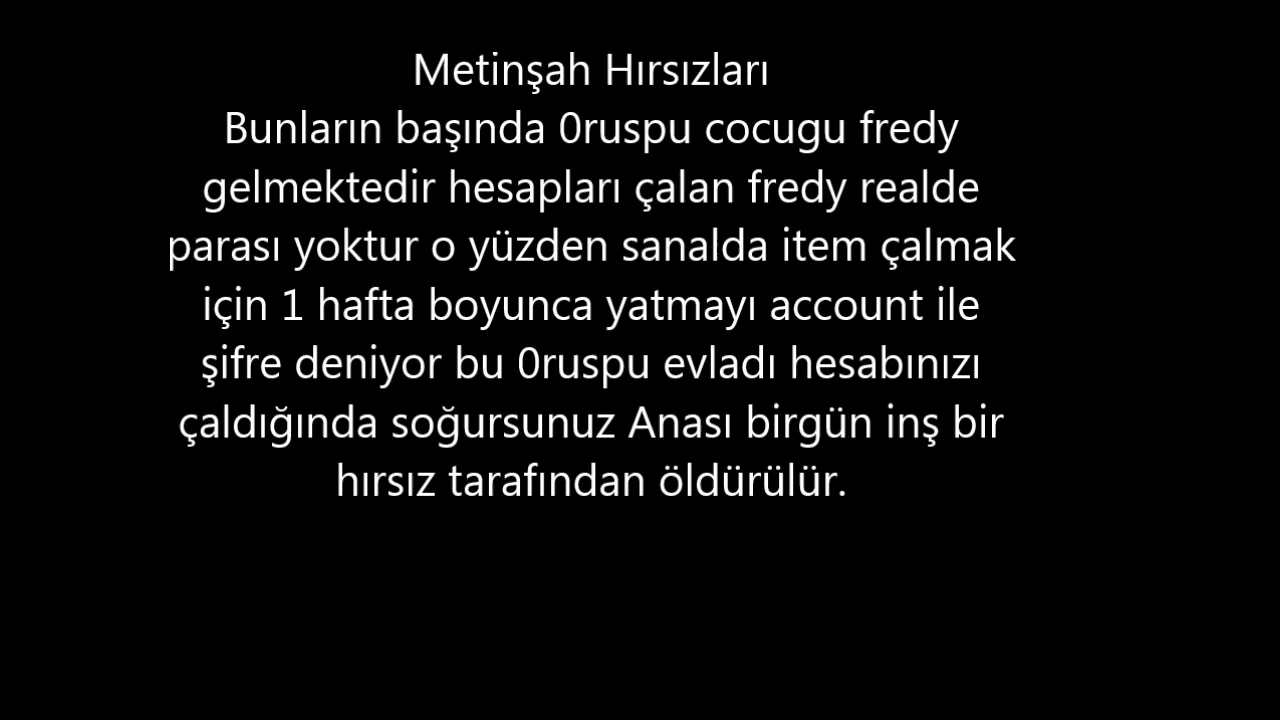 Metinşah Hırsızları
Bunların başında 0ruspu cocugu fredy
gelmektedir hesapları çalan fredy realde
parası yoktur o yüzden sanalda item çalmak
için 1 hafta boyunca yatmayı account ile
şifre deniyor bu 0ruspu evladı hesabınızı
çaldığında soğursunuz Anası birgün inş bir
hırsız tarafından öldürülür.